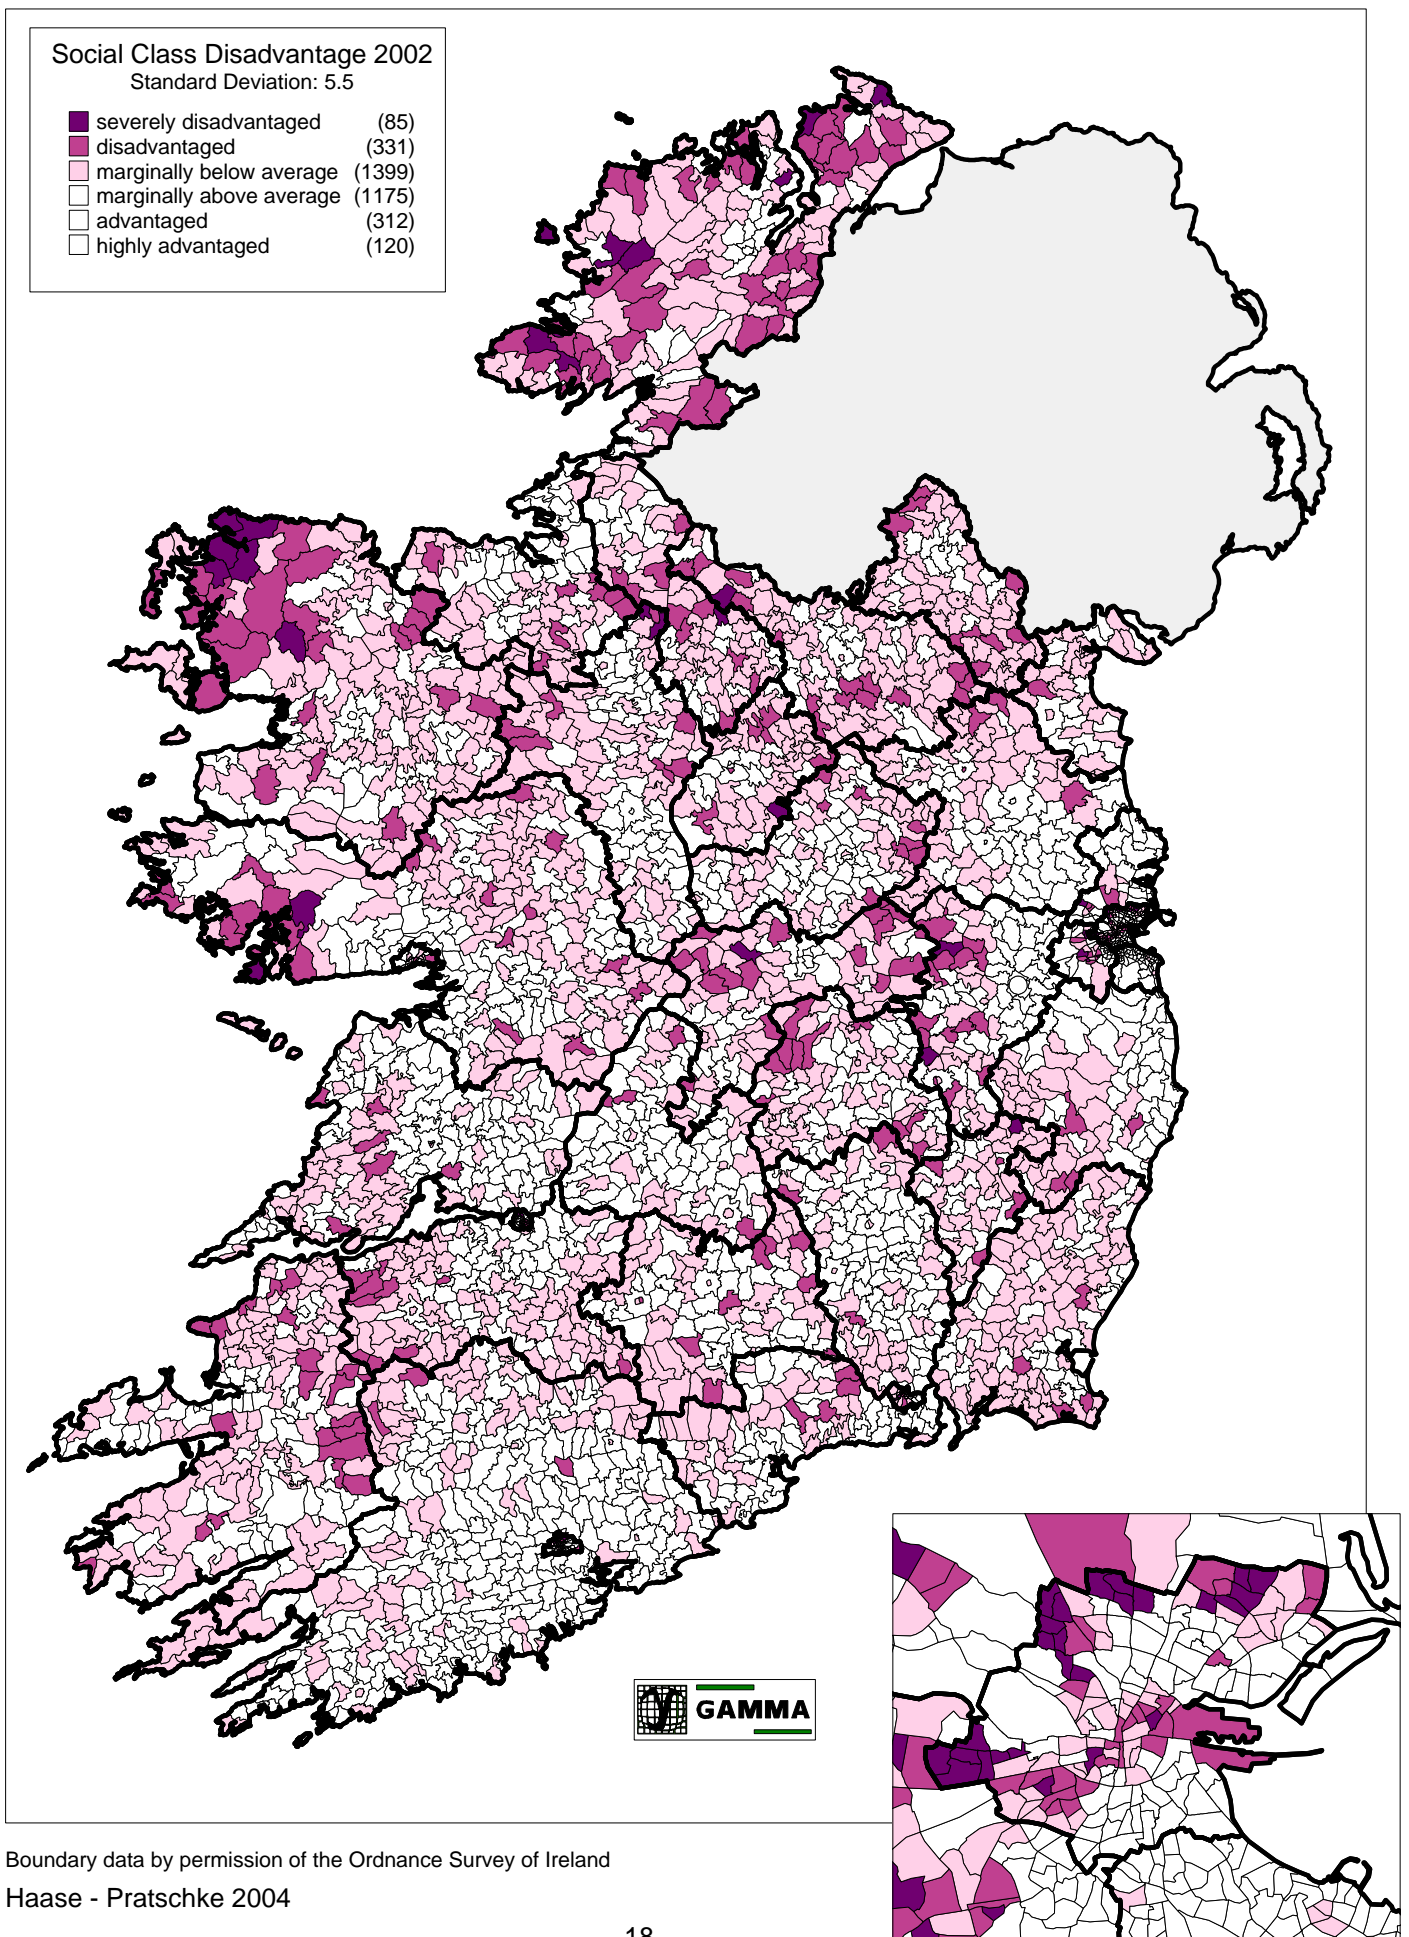 Social Class Disadvantage 2002
Standard Deviation: 5.5
severely disadvantaged (85)
disadvantaged (331)
marginally below average (1399)
marginally above average (1175)
advantaged (312)
highly advantaged (120)
GAMMA
Boundary data by permission of the Ordnance Survey of Ireland
Haase - Pratschke 2004
18